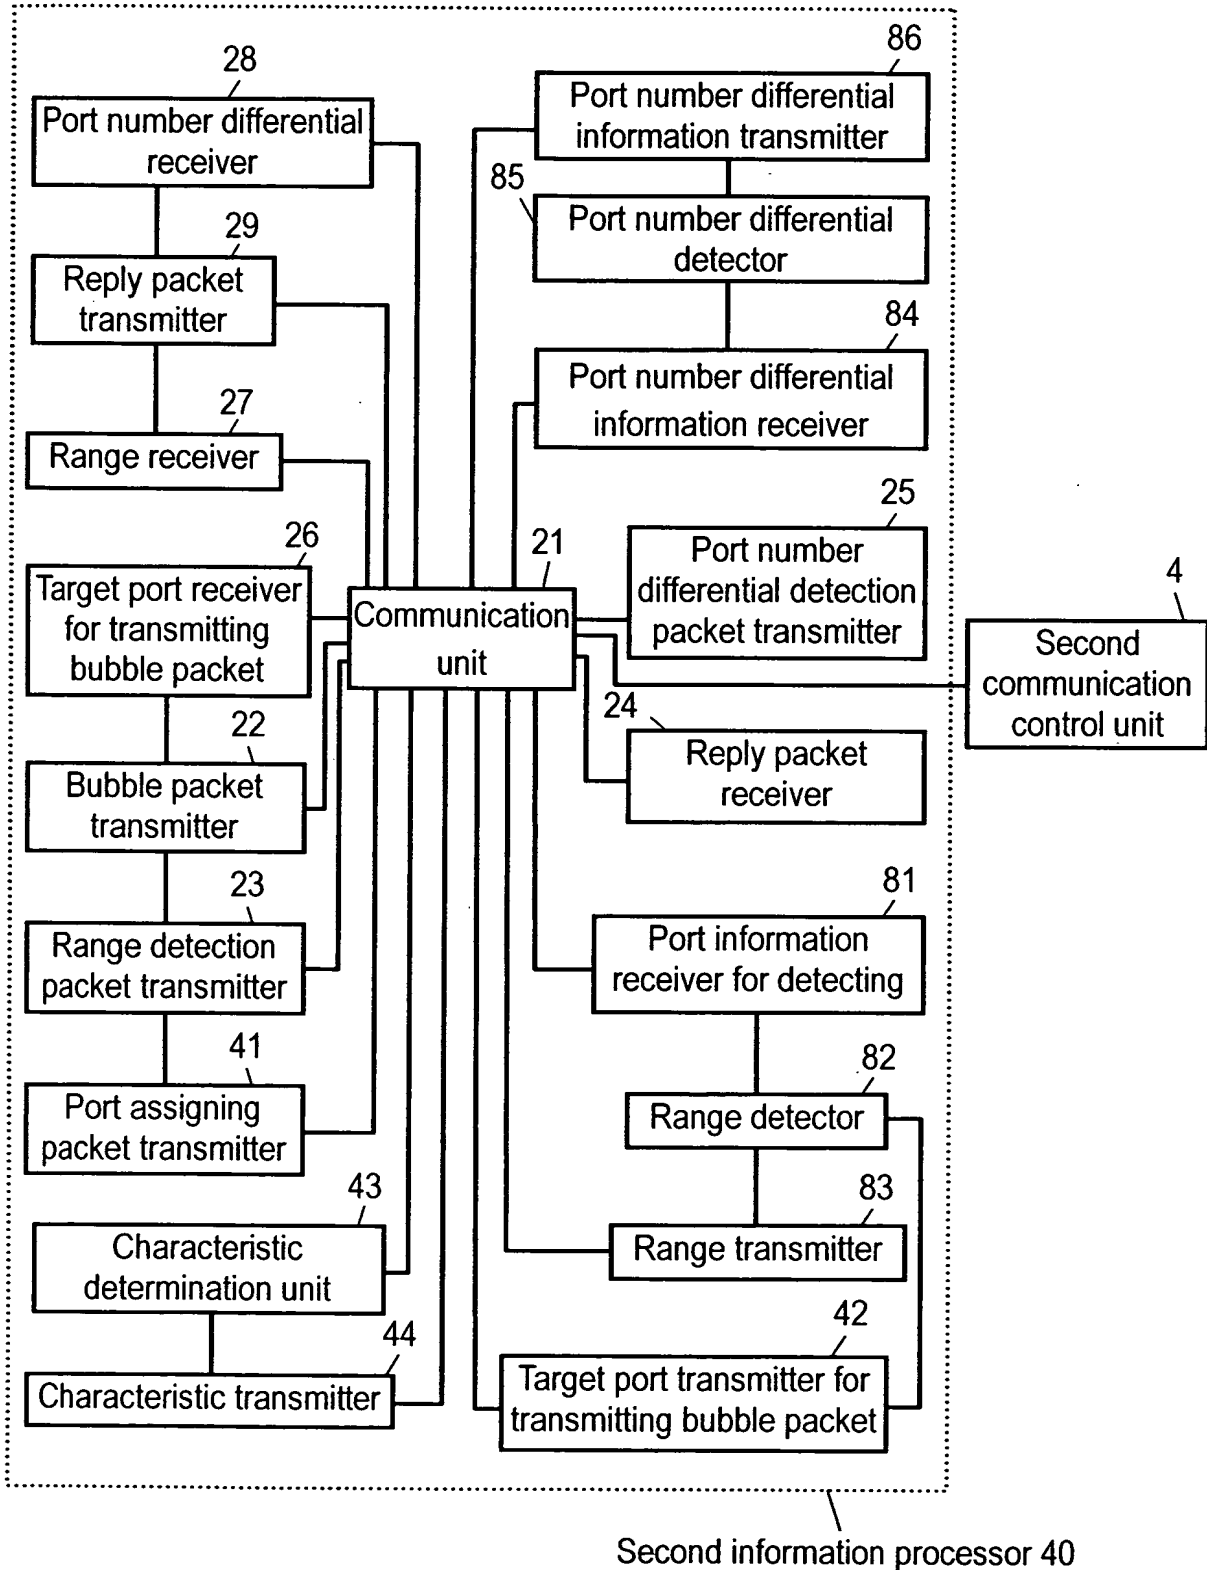 28
Port number differential
receiver
29
Reply packet
transmitter
27
Range receiver
26
Target port receiver
for transmitting
bubble packet
22
Bubble packet
transmitter
23
Range detection
packet transmitter
41
Port assigning
packet transmitter
43
Characteristic
determination unit
44
Characteristic transmitter
21
Communication
unit
86
Port number differential
information transmitter
85
Port number differential
detector
84
Port number differential
information receiver
25
Port number
differential detection
packet transmitter
24
Reply packet
receiver
81
Port information
receiver for detecting
82
Range detector
83
Range transmitter
42
Target port transmitter for
transmitting bubble packet
4
Second
communication
control unit
Second information processor 40